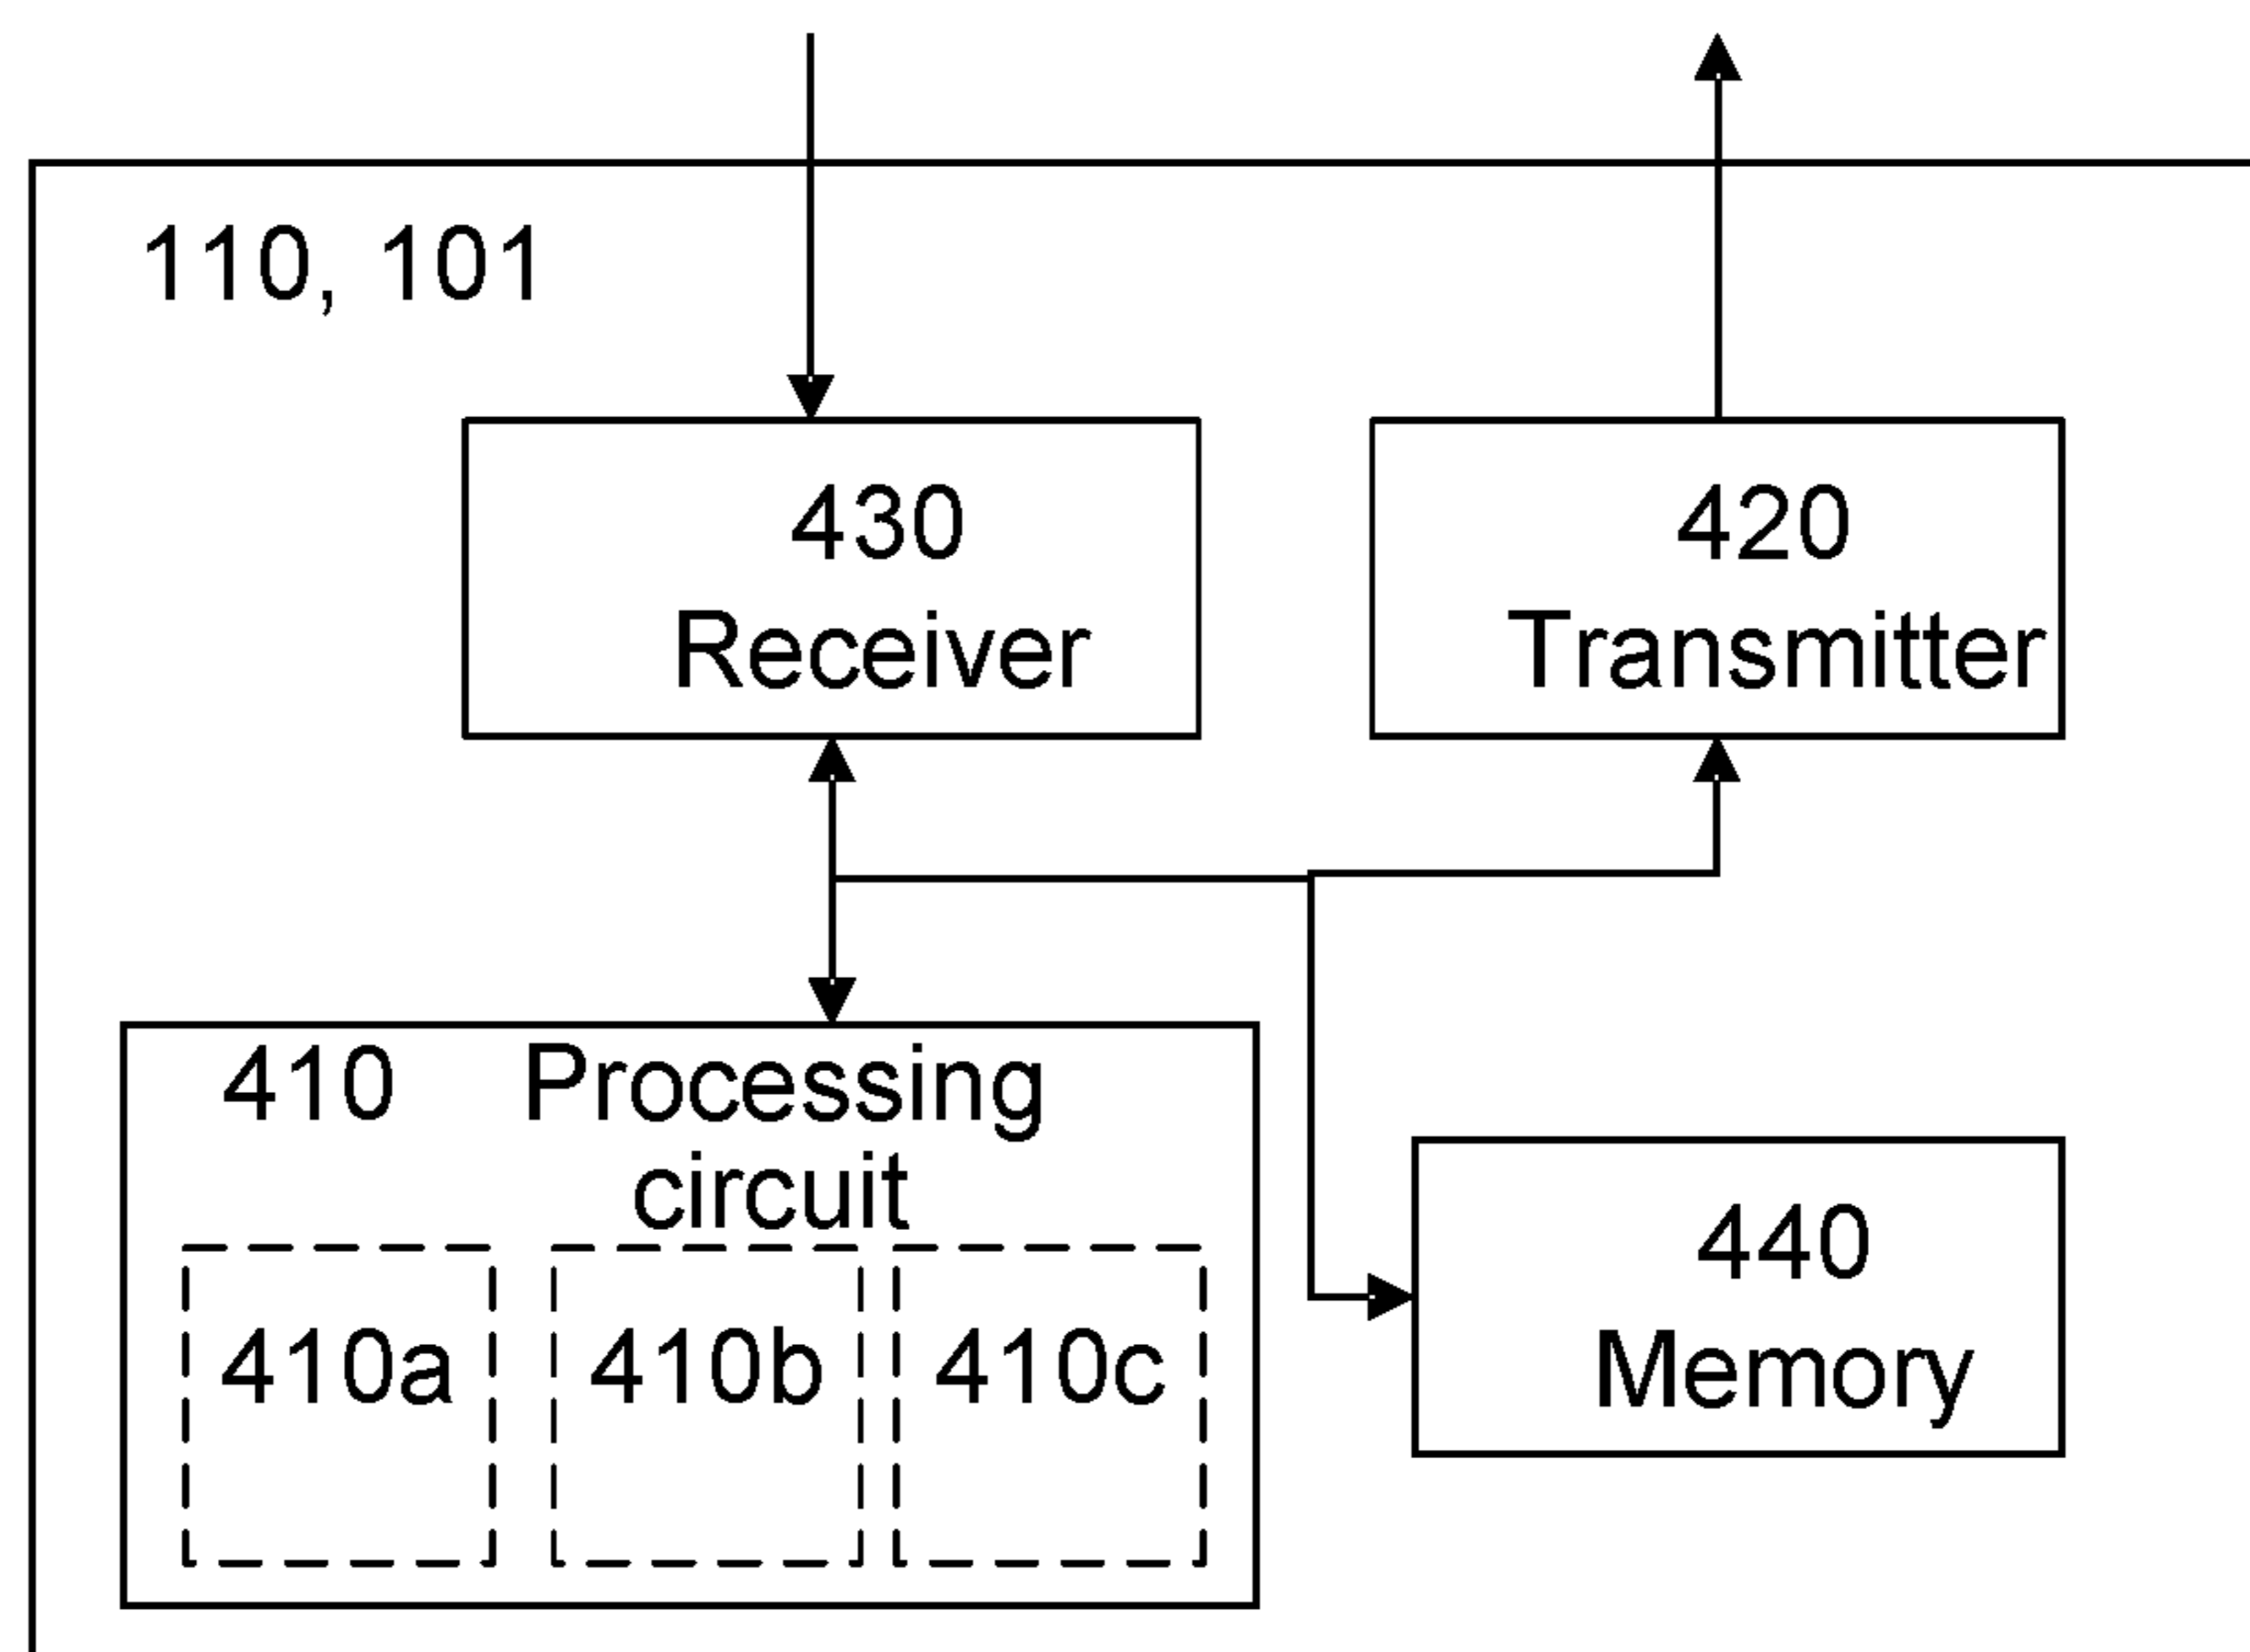 110, 101
430
Receiver
420
Transmitter
410 Processing
circuit
410a
410b
410c
440
Memory